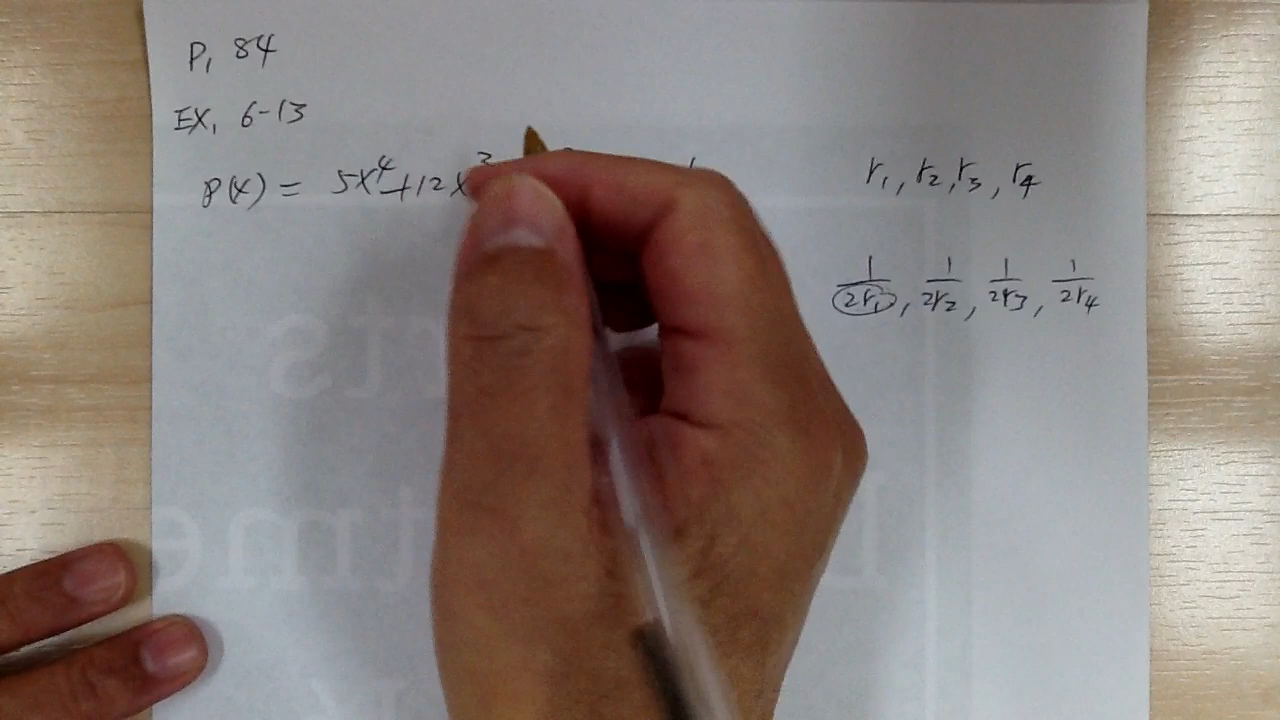 P, 84
EX, 6-13
P(x) = 5x⁴+12x³
r₁, r₂, r₃, r₄
1/2r₁, 1/2r₂, 1/2r₃, 1/2r₄